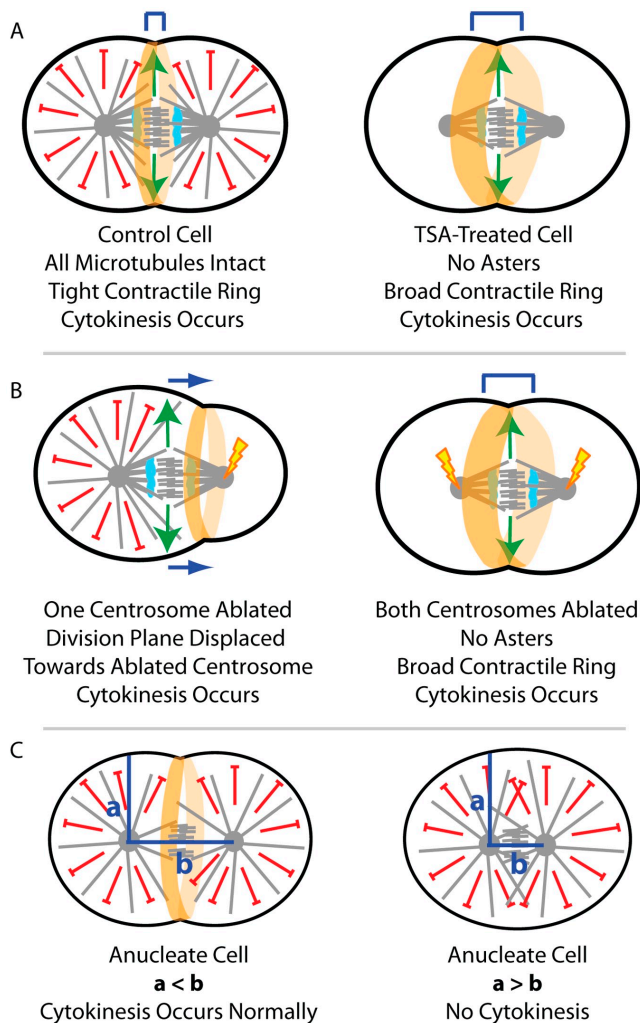 A
Control Cell
All Microtubules Intact
Tight Contractile Ring
Cytokinesis Occurs
TSA-Treated Cell
No Asters
Broad Contractile Ring
Cytokinesis Occurs
B
One Centrosome Ablated
Division Plane Displaced
Towards Ablated Centrosome
Cytokinesis Occurs
Both Centrosomes Ablated
No Asters
Broad Contractile Ring
Cytokinesis Occurs
C
a
b
Anucleate Cell
a < b
Cytokinesis Occurs Normally
a
b
Anucleate Cell
a > b
No Cytokinesis